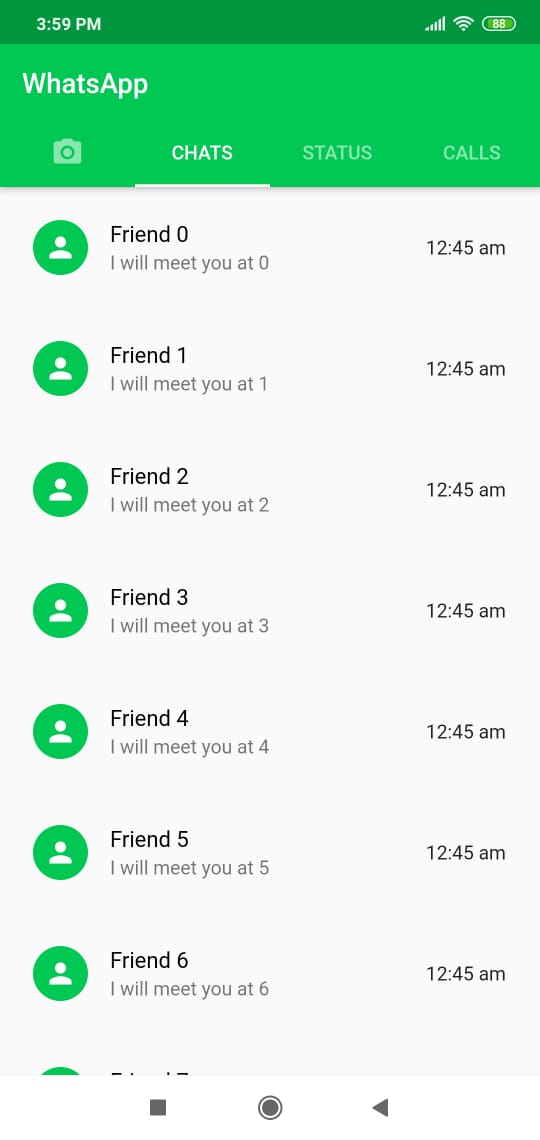 3:59 PM
88
WhatsApp
CHATS STATUS CALLS
Friend 0
I will meet you at 0
12:45 am
Friend 1
I will meet you at 1
12:45 am
Friend 2
I will meet you at 2
12:45 am
Friend 3
I will meet you at 3
12:45 am
Friend 4
I will meet you at 4
12:45 am
Friend 5
I will meet you at 5
12:45 am
Friend 6
I will meet you at 6
12:45 am